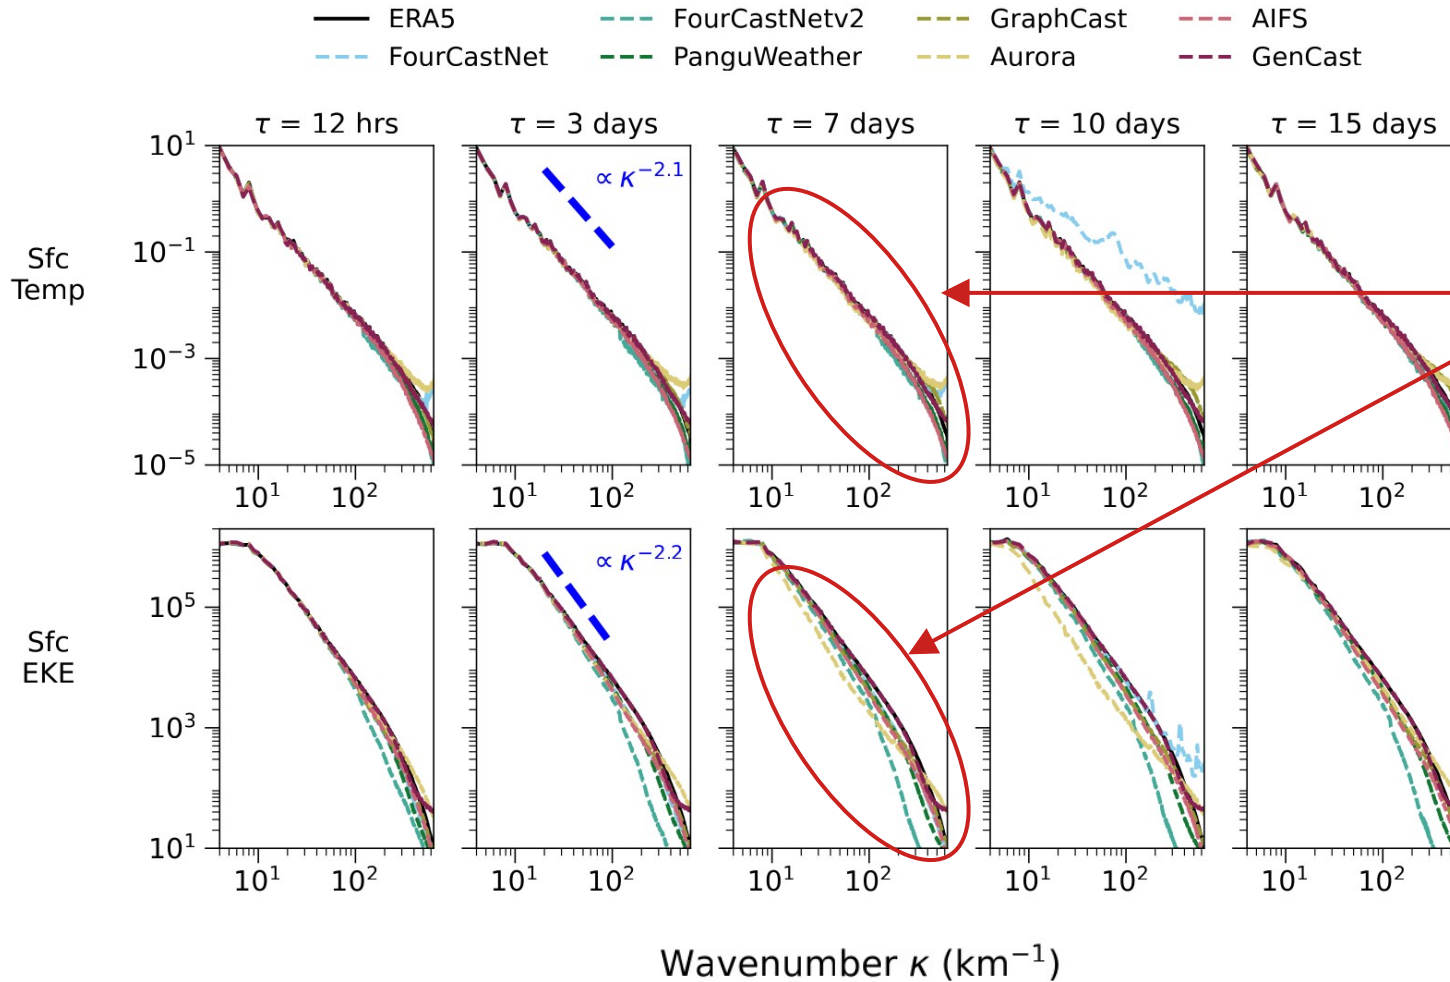 ERA5 FourCastNetv2 GraphCast AIFS
FourCastNet PanguWeather Aurora GenCast
τ = 12 hrs τ = 3 days τ = 7 days τ = 10 days τ = 15 days
Sfc
Temp
10¹
10⁻¹
10⁻³
10⁻⁵
∝ κ⁻²·¹
10¹ 10² 10¹ 10² 10¹ 10² 10¹ 10² 10¹ 10²
Sfc
EKE
10⁵
10³
10¹
∝ κ⁻²·²
10¹ 10² 10¹ 10² 10¹ 10² 10¹ 10² 10¹ 10²
Wavenumber κ (km⁻¹)